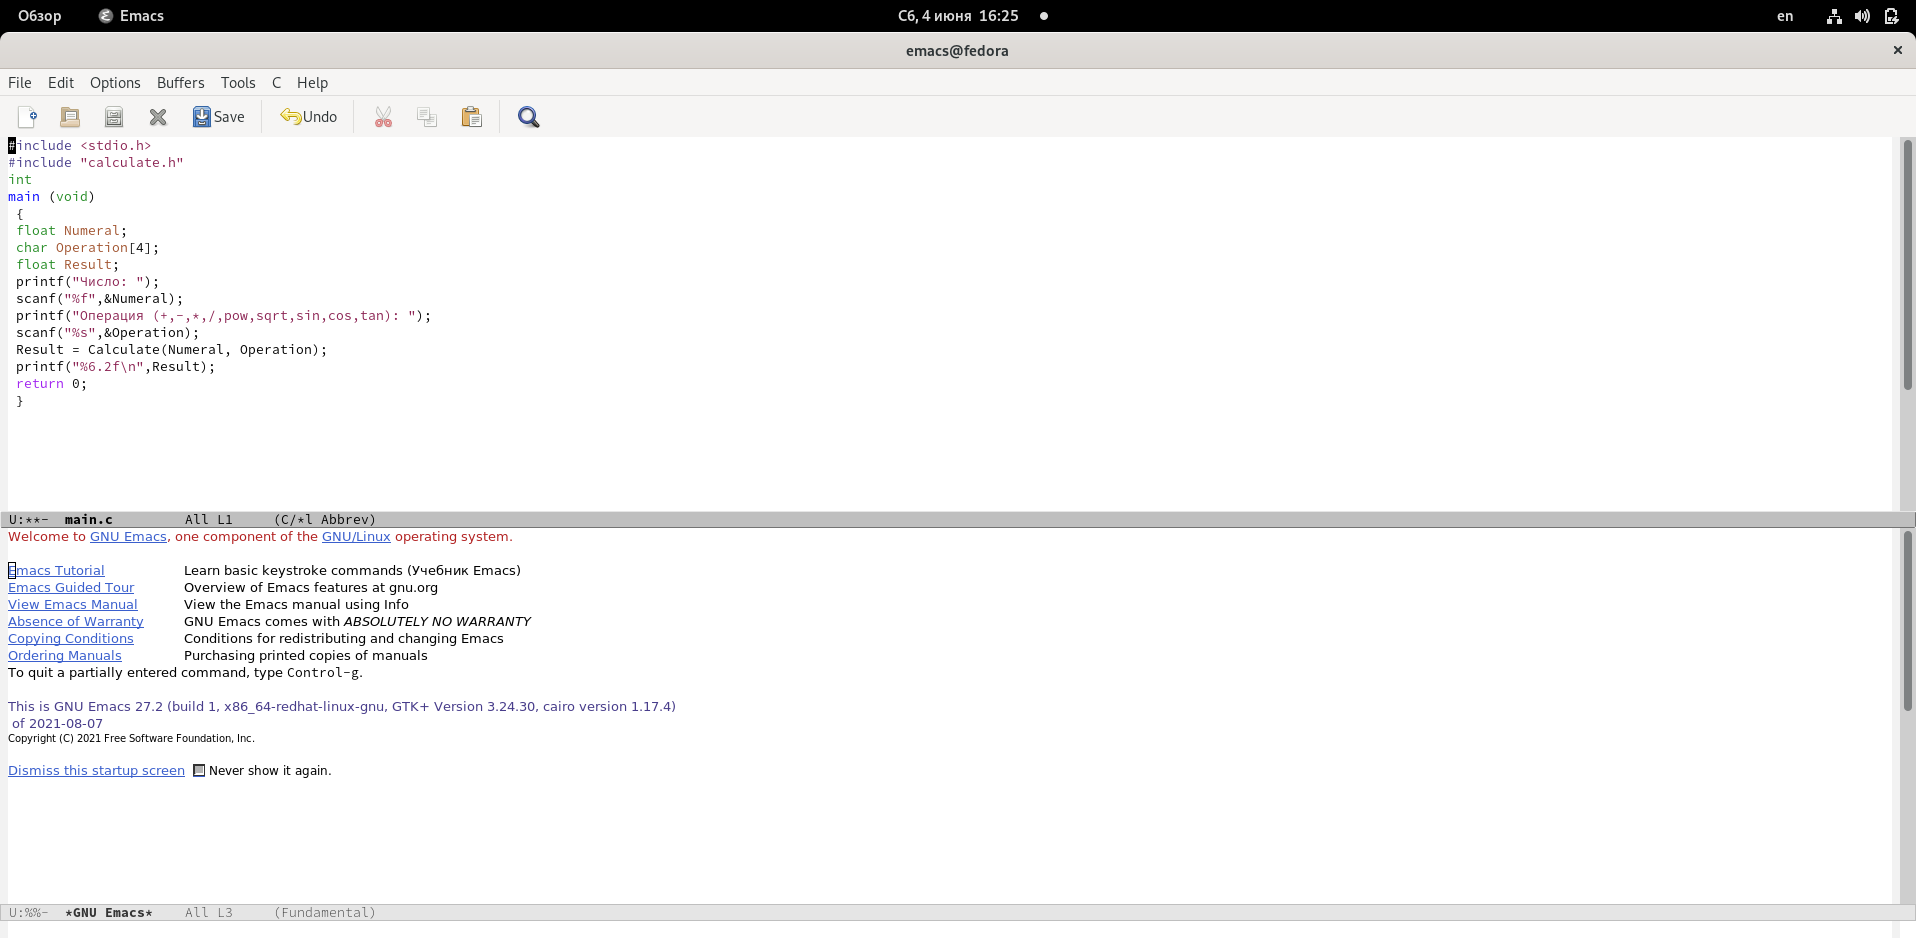 Обзор Emacs Сб, 4 июня 16:25 en
emacs@fedora
File Edit Options Buffers Tools C Help
Save Undo
#include <stdio.h>
#include "calculate.h"
int
main (void)
{
float Numeral;
char Operation[4];
float Result;
printf("Число: ");
scanf("%f",&Numeral);
printf("Операция (+,-,*,/,pow,sqrt,sin,cos,tan): ");
scanf("%s",&Operation);
Result = Calculate(Numeral, Operation);
printf("%6.2f\n",Result);
return 0;
}
U:**- main.c All L1 (C/*l Abbrev)
Welcome to GNU Emacs, one component of the GNU/Linux operating system.
Emacs Tutorial Learn basic keystroke commands (Учебник Emacs)
Emacs Guided Tour Overview of Emacs features at gnu.org
View Emacs Manual View the Emacs manual using Info
Absence of Warranty GNU Emacs comes with ABSOLUTELY NO WARRANTY
Copying Conditions Conditions for redistributing and changing Emacs
Ordering Manuals Purchasing printed copies of manuals
To quit a partially entered command, type Control-g.
This is GNU Emacs 27.2 (build 1, x86_64-redhat-linux-gnu, GTK+ Version 3.24.30, cairo version 1.17.4)
of 2021-08-07
Copyright (C) 2021 Free Software Foundation, Inc.
Dismiss this startup screen Never show it again.
U:%%- *GNU Emacs* All L3 (Fundamental)